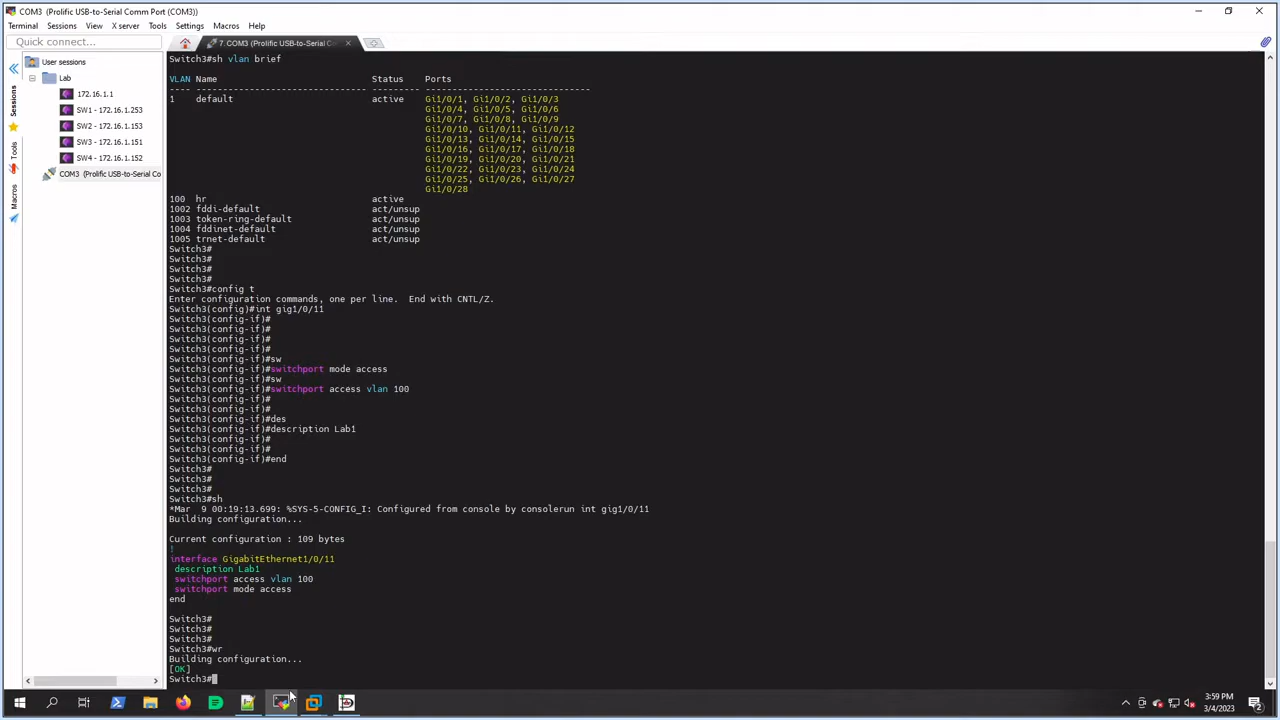 COM3 (Prolific USB-to-Serial Comm Port (COM3))
Terminal Sessions View X server Tools Settings Macros Help
Quick connect...
7. COM3 (Prolific USB-to-Serial Co
User sessions
Lab
172.16.1.1
SW1 - 172.16.1.253
SW2 - 172.16.1.153
SW3 - 172.16.1.151
SW4 - 172.16.1.152
COM3 (Prolific USB-to-Serial Co
Sessions
Tools
Macros
Switch3#sh vlan brief
VLAN Name Status Ports
---- -------------------------------- --------- -------------------------------
1 default active Gi1/0/1, Gi1/0/2, Gi1/0/3
Gi1/0/4, Gi1/0/5, Gi1/0/6
Gi1/0/7, Gi1/0/8, Gi1/0/9
Gi1/0/10, Gi1/0/11, Gi1/0/12
Gi1/0/13, Gi1/0/14, Gi1/0/15
Gi1/0/16, Gi1/0/17, Gi1/0/18
Gi1/0/19, Gi1/0/20, Gi1/0/21
Gi1/0/22, Gi1/0/23, Gi1/0/24
Gi1/0/25, Gi1/0/26, Gi1/0/27
Gi1/0/28
100 hr active
1002 fddi-default act/unsup
1003 token-ring-default act/unsup
1004 fddinet-default act/unsup
1005 trnet-default act/unsup
Switch3#
Switch3#
Switch3#
Switch3#config t
Enter configuration commands, one per line. End with CNTL/Z.
Switch3(config)#int gig1/0/11
Switch3(config-if)#
Switch3(config-if)#
Switch3(config-if)#
Switch3(config-if)#
Switch3(config-if)#sw
Switch3(config-if)#switchport mode access
Switch3(config-if)#sw
Switch3(config-if)#switchport access vlan 100
Switch3(config-if)#
Switch3(config-if)#
Switch3(config-if)#des
Switch3(config-if)#description Lab1
Switch3(config-if)#
Switch3(config-if)#
Switch3(config-if)#end
Switch3#
Switch3#
Switch3#
Switch3#sh
*Mar 9 00:19:13.699: %SYS-5-CONFIG_I: Configured from console by consolerun int gig1/0/11
Building configuration...
Current configuration : 109 bytes
!
interface GigabitEthernet1/0/11
description Lab1
switchport access vlan 100
switchport mode access
end
Switch3#
Switch3#
Switch3#
Switch3#wr
Building configuration...
[OK]
Switch3#
3:59 PM
3/4/2023
2